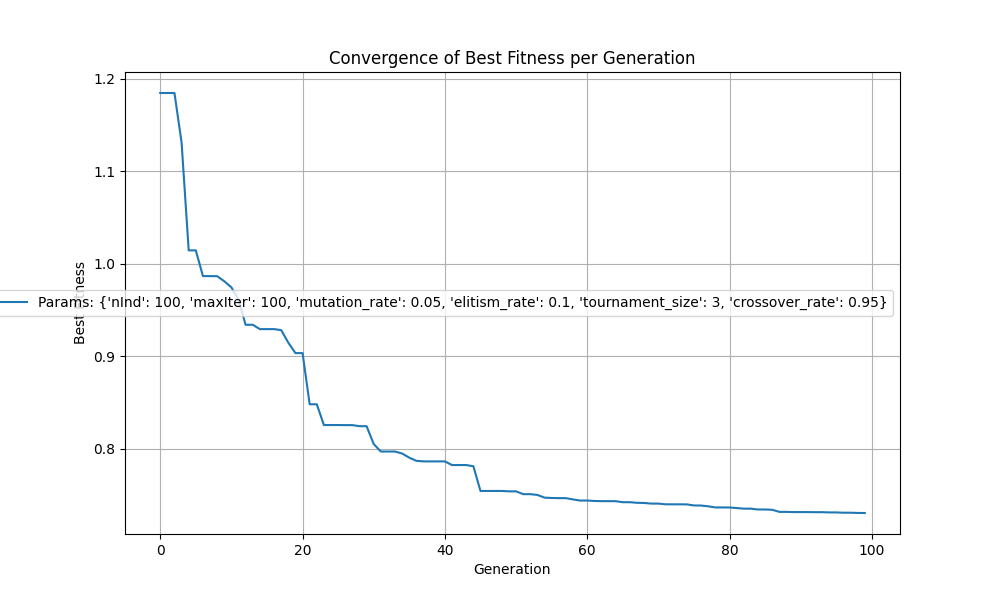 Convergence of Best Fitness per Generation
1.2
1.1
1.0
Best tness
Params: {'nInd': 100, 'maxIter': 100, 'mutation_rate': 0.05, 'elitism_rate': 0.1, 'tournament_size': 3, 'crossover_rate': 0.95}
0.9
0.8
0 20 40 60 80 100
Generation